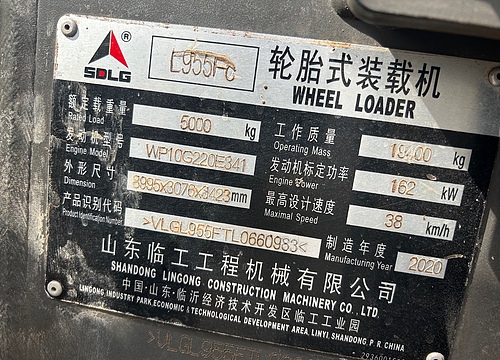 SDLG ® L955F 轮胎式装载机
WHEEL LOADER
额定载重量 Rated Load 5000 kg
工作质量 Operating Mass kg
发动机型号 Engine Model WP10G220E341
发动机标定功率 Engine Power 162 kW
外形尺寸 Dimension 8995x3076x3423 mm
最高设计速度 Maximal Speed 38 km/h
产品识别代码 Product Identification Number >VLGL955FTL0660983<
制造年度 Manufacturing Year 2020
山东临工工程机械有限公司
SHANDONG LINGONG CONSTRUCTION MACHINERY CO., LTD.
中国·山东·临沂经济技术开发区临工工业园
LINGONG INDUSTRY PARK, ECONOMIC & TECHNOLOGICAL DEVELOPMENT AREA, LINYI, SHANDONG P. R. CHINA